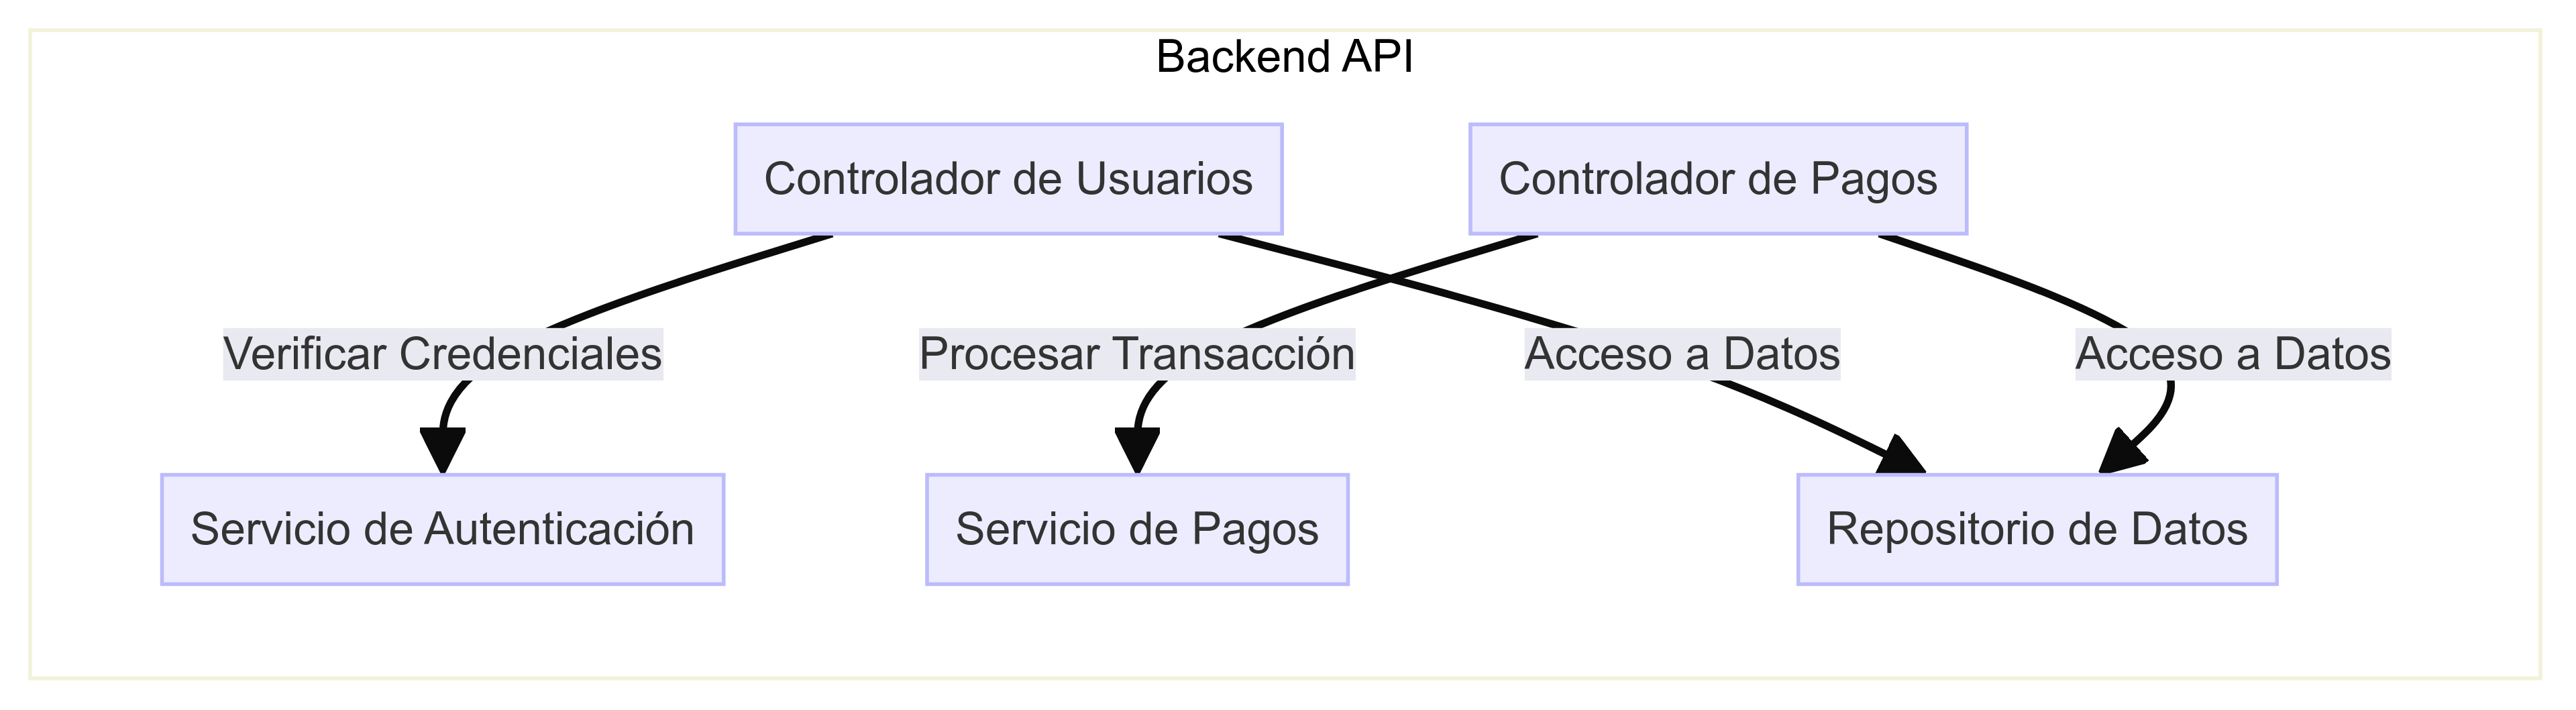 Backend API
Controlador de Usuarios
Controlador de Pagos
Verificar Credenciales
Procesar Transacción
Acceso a Datos
Acceso a Datos
Servicio de Autenticación
Servicio de Pagos
Repositorio de Datos